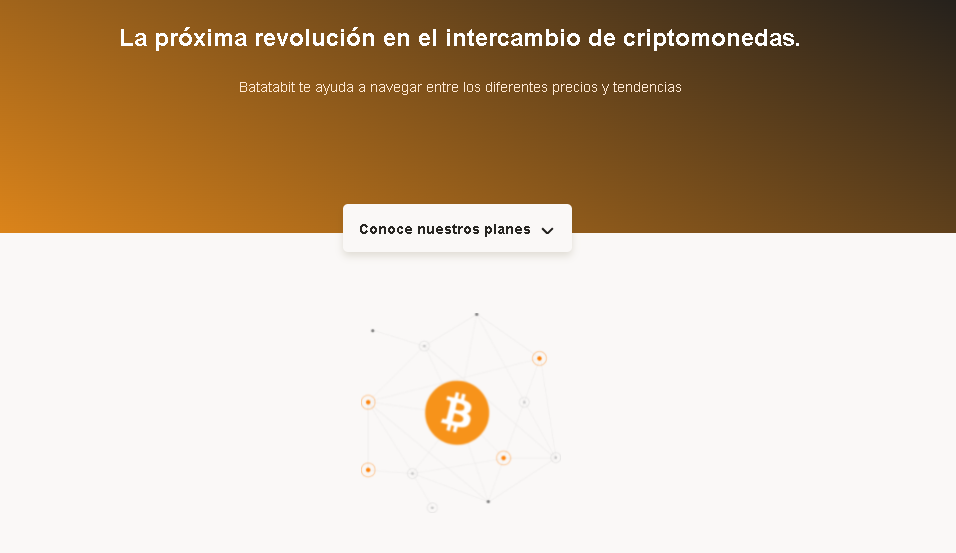 La próxima revolución en el intercambio de criptomonedas.
Batatabit te ayuda a navegar entre los diferentes precios y tendencias
Conoce nuestros planes